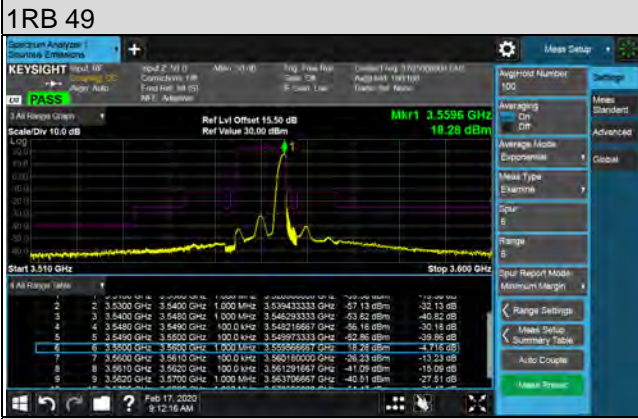 1RB 49
Spectrum Analyzer 1
Spurious Emissions
Meas Setup
KEYSIGHT
Input: RF
Coupling: DC
Align: Auto
Input Z: 50 Ω
Corrections: Off
Freq Ref: Int (S)
NFE: Adaptive
Trig: Free Run
Gate: Off
IF Gain: Low
PASS
3 All Range Graph
Ref Lvl Offset 15.50 dB
Mkr1 3.5596 GHz
Scale/Div 10.0 dB
Ref Value 30.00 dBm
18.28 dBm
Log
1
Start 3.510 GHz
Stop 3.600 GHz
4 All Range Table
2 2 3.5300 GHz 3.5400 GHz 1.000 MHz 3.539433333 GHz -57.13 dBm -32.13 dB
3 3 3.5400 GHz 3.5480 GHz 1.000 MHz 3.546293333 GHz -53.82 dBm -40.82 dB
4 4 3.5480 GHz 3.5490 GHz 100.0 kHz 3.548216667 GHz -56.16 dBm -30.18 dB
5 5 3.5490 GHz 3.5500 GHz 100.0 kHz 3.549973333 GHz -52.86 dBm -39.86 dB
6 6 3.5500 GHz 3.5600 GHz 1.000 MHz 3.559566667 GHz 18.28 dBm -4.716 dB
7 7 3.5600 GHz 3.5610 GHz 100.0 kHz 3.560180000 GHz -26.23 dBm -13.23 dB
8 8 3.5610 GHz 3.5620 GHz 100.0 kHz 3.561291667 GHz -41.09 dBm -15.09 dB
9 9 3.5620 GHz 3.5700 GHz 1.000 MHz 3.563706667 GHz -40.51 dBm -27.51 dB
Avg|Hold Number
100
Averaging
On
Off
Average Mode
Exponential
Meas Type
Examine
Spur
6
Range
6
Spur Report Mode
Minimum Margin
Range Settings
Meas Setup
Summary Table
Auto Couple
Meas Preset
Settings
Meas
Standard
Advanced
Global
Feb 17, 2020
9:12:16 AM